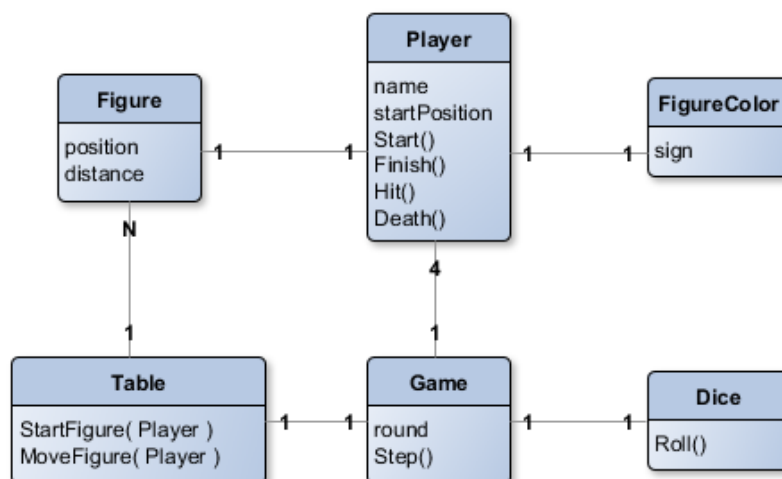 Player
name
startPosition
Start()
Finish()
Hit()
Death()
Figure
position
distance
FigureColor
sign
1
1
1
1
N
1
4
1
Table
StartFigure( Player )
MoveFigure( Player )
1
1
Game
round
Step()
1
1
Dice
Roll()